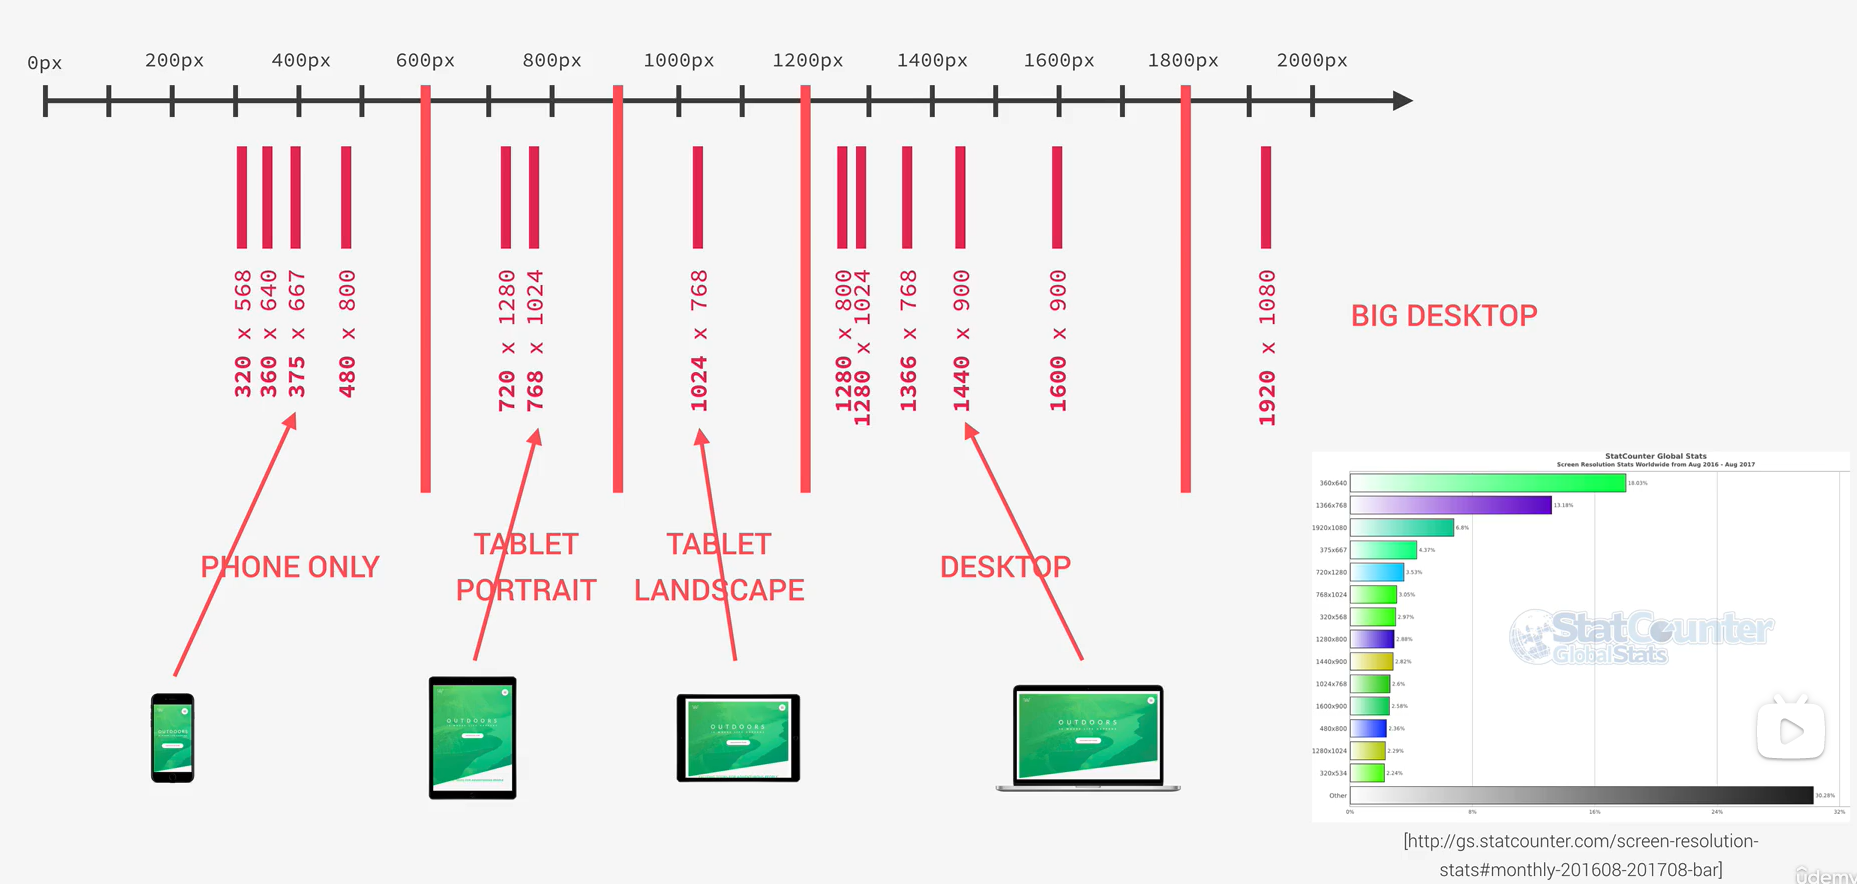 0px 200px 400px 600px 800px 1000px 1200px 1400px 1600px 1800px 2000px
320 x 568
360 x 640
375 x 667
480 x 800
720 x 1280
768 x 1024
1024 x 768
1280 x 800
1280 x 1024
1366 x 768
1440 x 900
1600 x 900
1920 x 1080
BIG DESKTOP
PHONE ONLY
TABLET
PORTRAIT
TABLET
LANDSCAPE
DESKTOP
OUTDOORS
OUTDOORS
OUTDOORS
OUTDOORS
StatCounter Global Stats
Screen Resolution Stats Worldwide from Aug 2016 - Aug 2017
360x640 18.03%
1366x768 13.18%
1920x1080 6.8%
375x667 4.37%
720x1280 3.53%
768x1024 3.05%
320x568 2.97%
1280x800 2.88%
1440x900 2.82%
1024x768 2.6%
1600x900 2.58%
480x800 2.36%
1280x1024 2.29%
320x534 2.24%
Other 30.28%
0% 8% 16% 24% 32%
StatCounter
GlobalStats
[http://gs.statcounter.com/screen-resolution-
stats#monthly-201608-201708-bar]
ûdemy